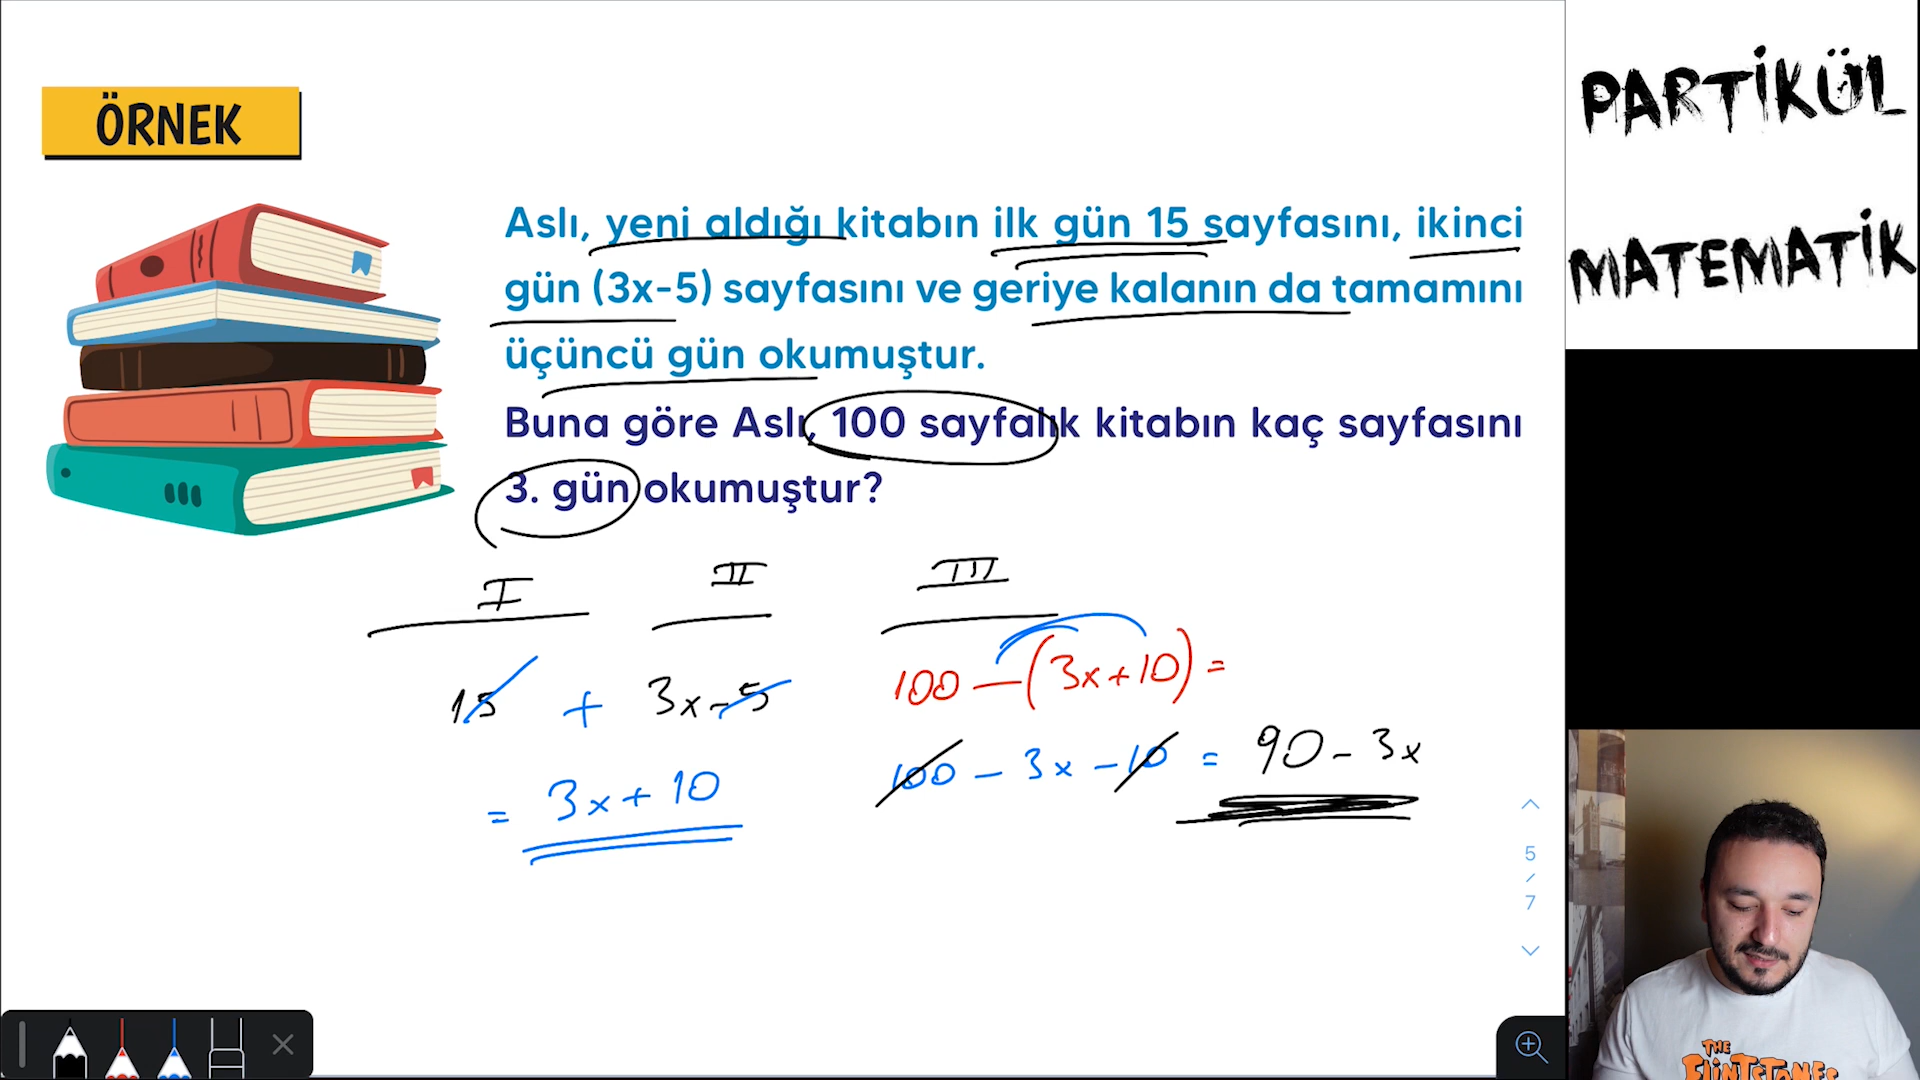 ÖRNEK
Aslı, yeni aldığı kitabın ilk gün 15 sayfasını, ikinci
gün (3x-5) sayfasını ve geriye kalanın da tamamını
üçüncü gün okumuştur.
Buna göre Aslı, 100 sayfalık kitabın kaç sayfasını
3. gün okumuştur?
I II III
15 + 3x-5
= 3x+10
100-(3x+10)=
100-3x-10 = 90-3x
PARTİKÜL
MATEMATİK
5
/
7
THE
FLINTSTONES